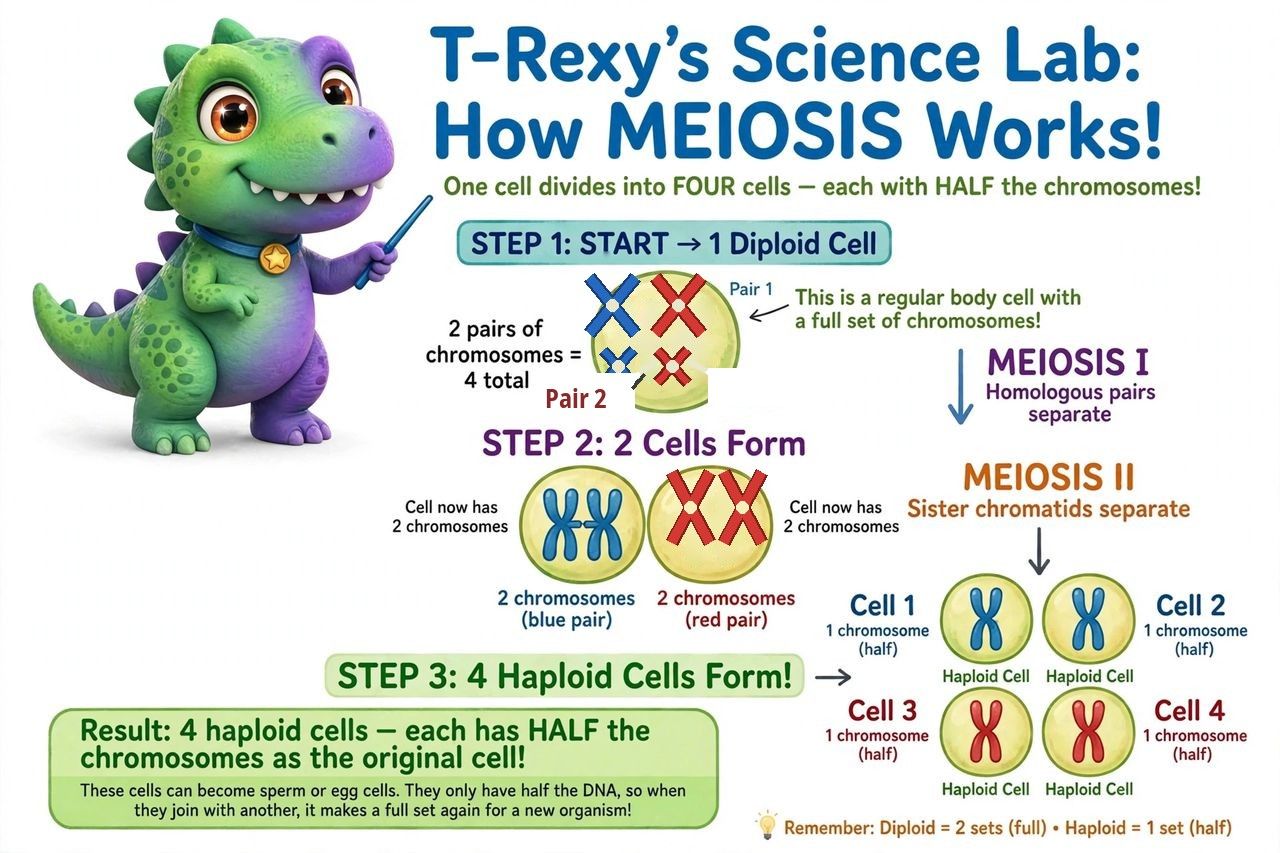 T-Rexy's Science Lab:
How MEIOSIS Works!
One cell divides into FOUR cells – each with HALF the chromosomes!
STEP 1: START → 1 Diploid Cell
Pair 1
This is a regular body cell with
a full set of chromosomes!
2 pairs of
chromosomes =
4 total
Pair 2
MEIOSIS I
Homologous pairs
separate
STEP 2: 2 Cells Form
Cell now has
2 chromosomes
Cell now has
2 chromosomes
2 chromosomes
(blue pair)
2 chromosomes
(red pair)
MEIOSIS II
Sister chromatids separate
Cell 1
1 chromosome
(half)
Cell 2
1 chromosome
(half)
Haploid Cell
Haploid Cell
STEP 3: 4 Haploid Cells Form!
Cell 3
1 chromosome
(half)
Cell 4
1 chromosome
(half)
Haploid Cell
Haploid Cell
Result: 4 haploid cells – each has HALF the
chromosomes as the original cell!
These cells can become sperm or egg cells. They only have half the DNA, so when
they join with another, it makes a full set again for a new organism!
Remember: Diploid = 2 sets (full) • Haploid = 1 set (half)